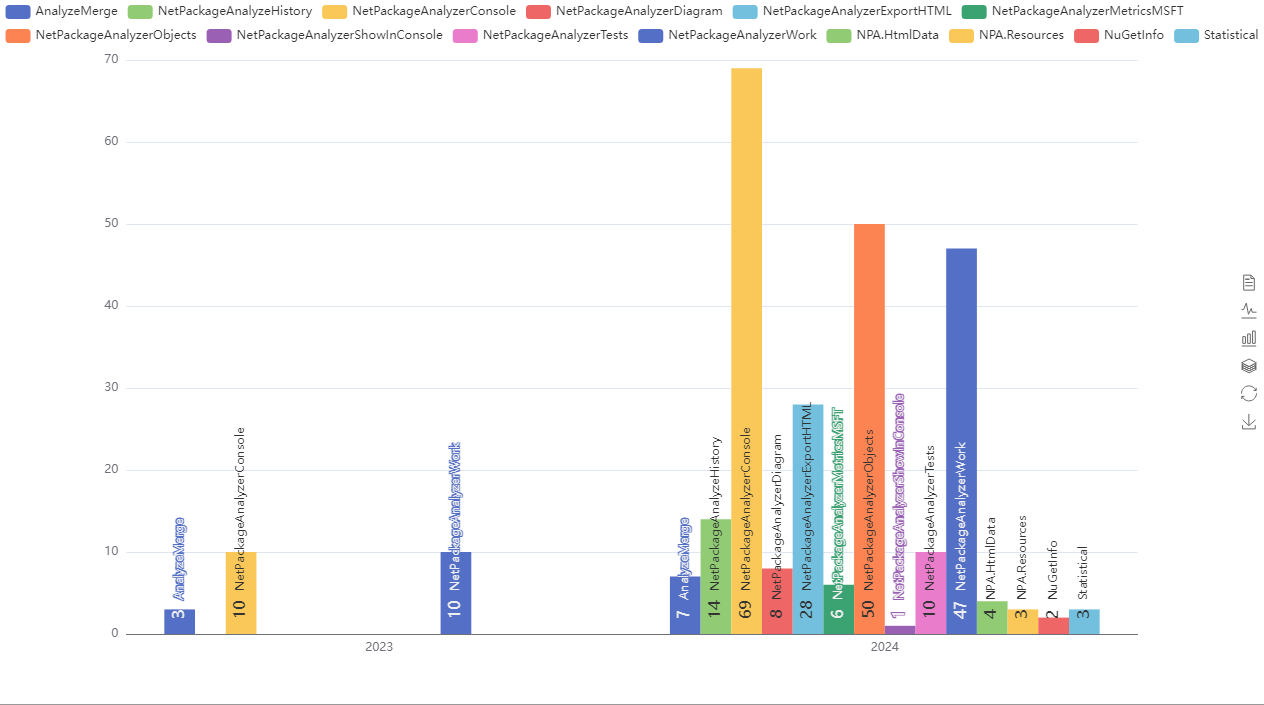 AnalyzeMerge NetPackageAnalyzeHistory NetPackageAnalyzerConsole NetPackageAnalyzerDiagram NetPackageAnalyzerExportHTML NetPackageAnalyzerMetricsMSFT
NetPackageAnalyzerObjects NetPackageAnalyzerShowInConsole NetPackageAnalyzerTests NetPackageAnalyzerWork NPA.HtmlData NPA.Resources NuGetInfo Statistical
70
60
50
40
30
20
10
0
3 AnalyzeMerge
10 NetPackageAnalyzerConsole
10 NetPackageAnalyzerWork
7 AnalyzeMerge
14 NetPackageAnalyzeHistory
69 NetPackageAnalyzerConsole
8 NetPackageAnalyzerDiagram
28 NetPackageAnalyzerExportHTML
6 NetPackageAnalyzerMetricsMSFT
50 NetPackageAnalyzerObjects
1 NetPackageAnalyzerShowInConsole
10 NetPackageAnalyzerTests
47 NetPackageAnalyzerWork
4 NPA.HtmlData
3 NPA.Resources
2 NuGetInfo
3 Statistical
2023
2024